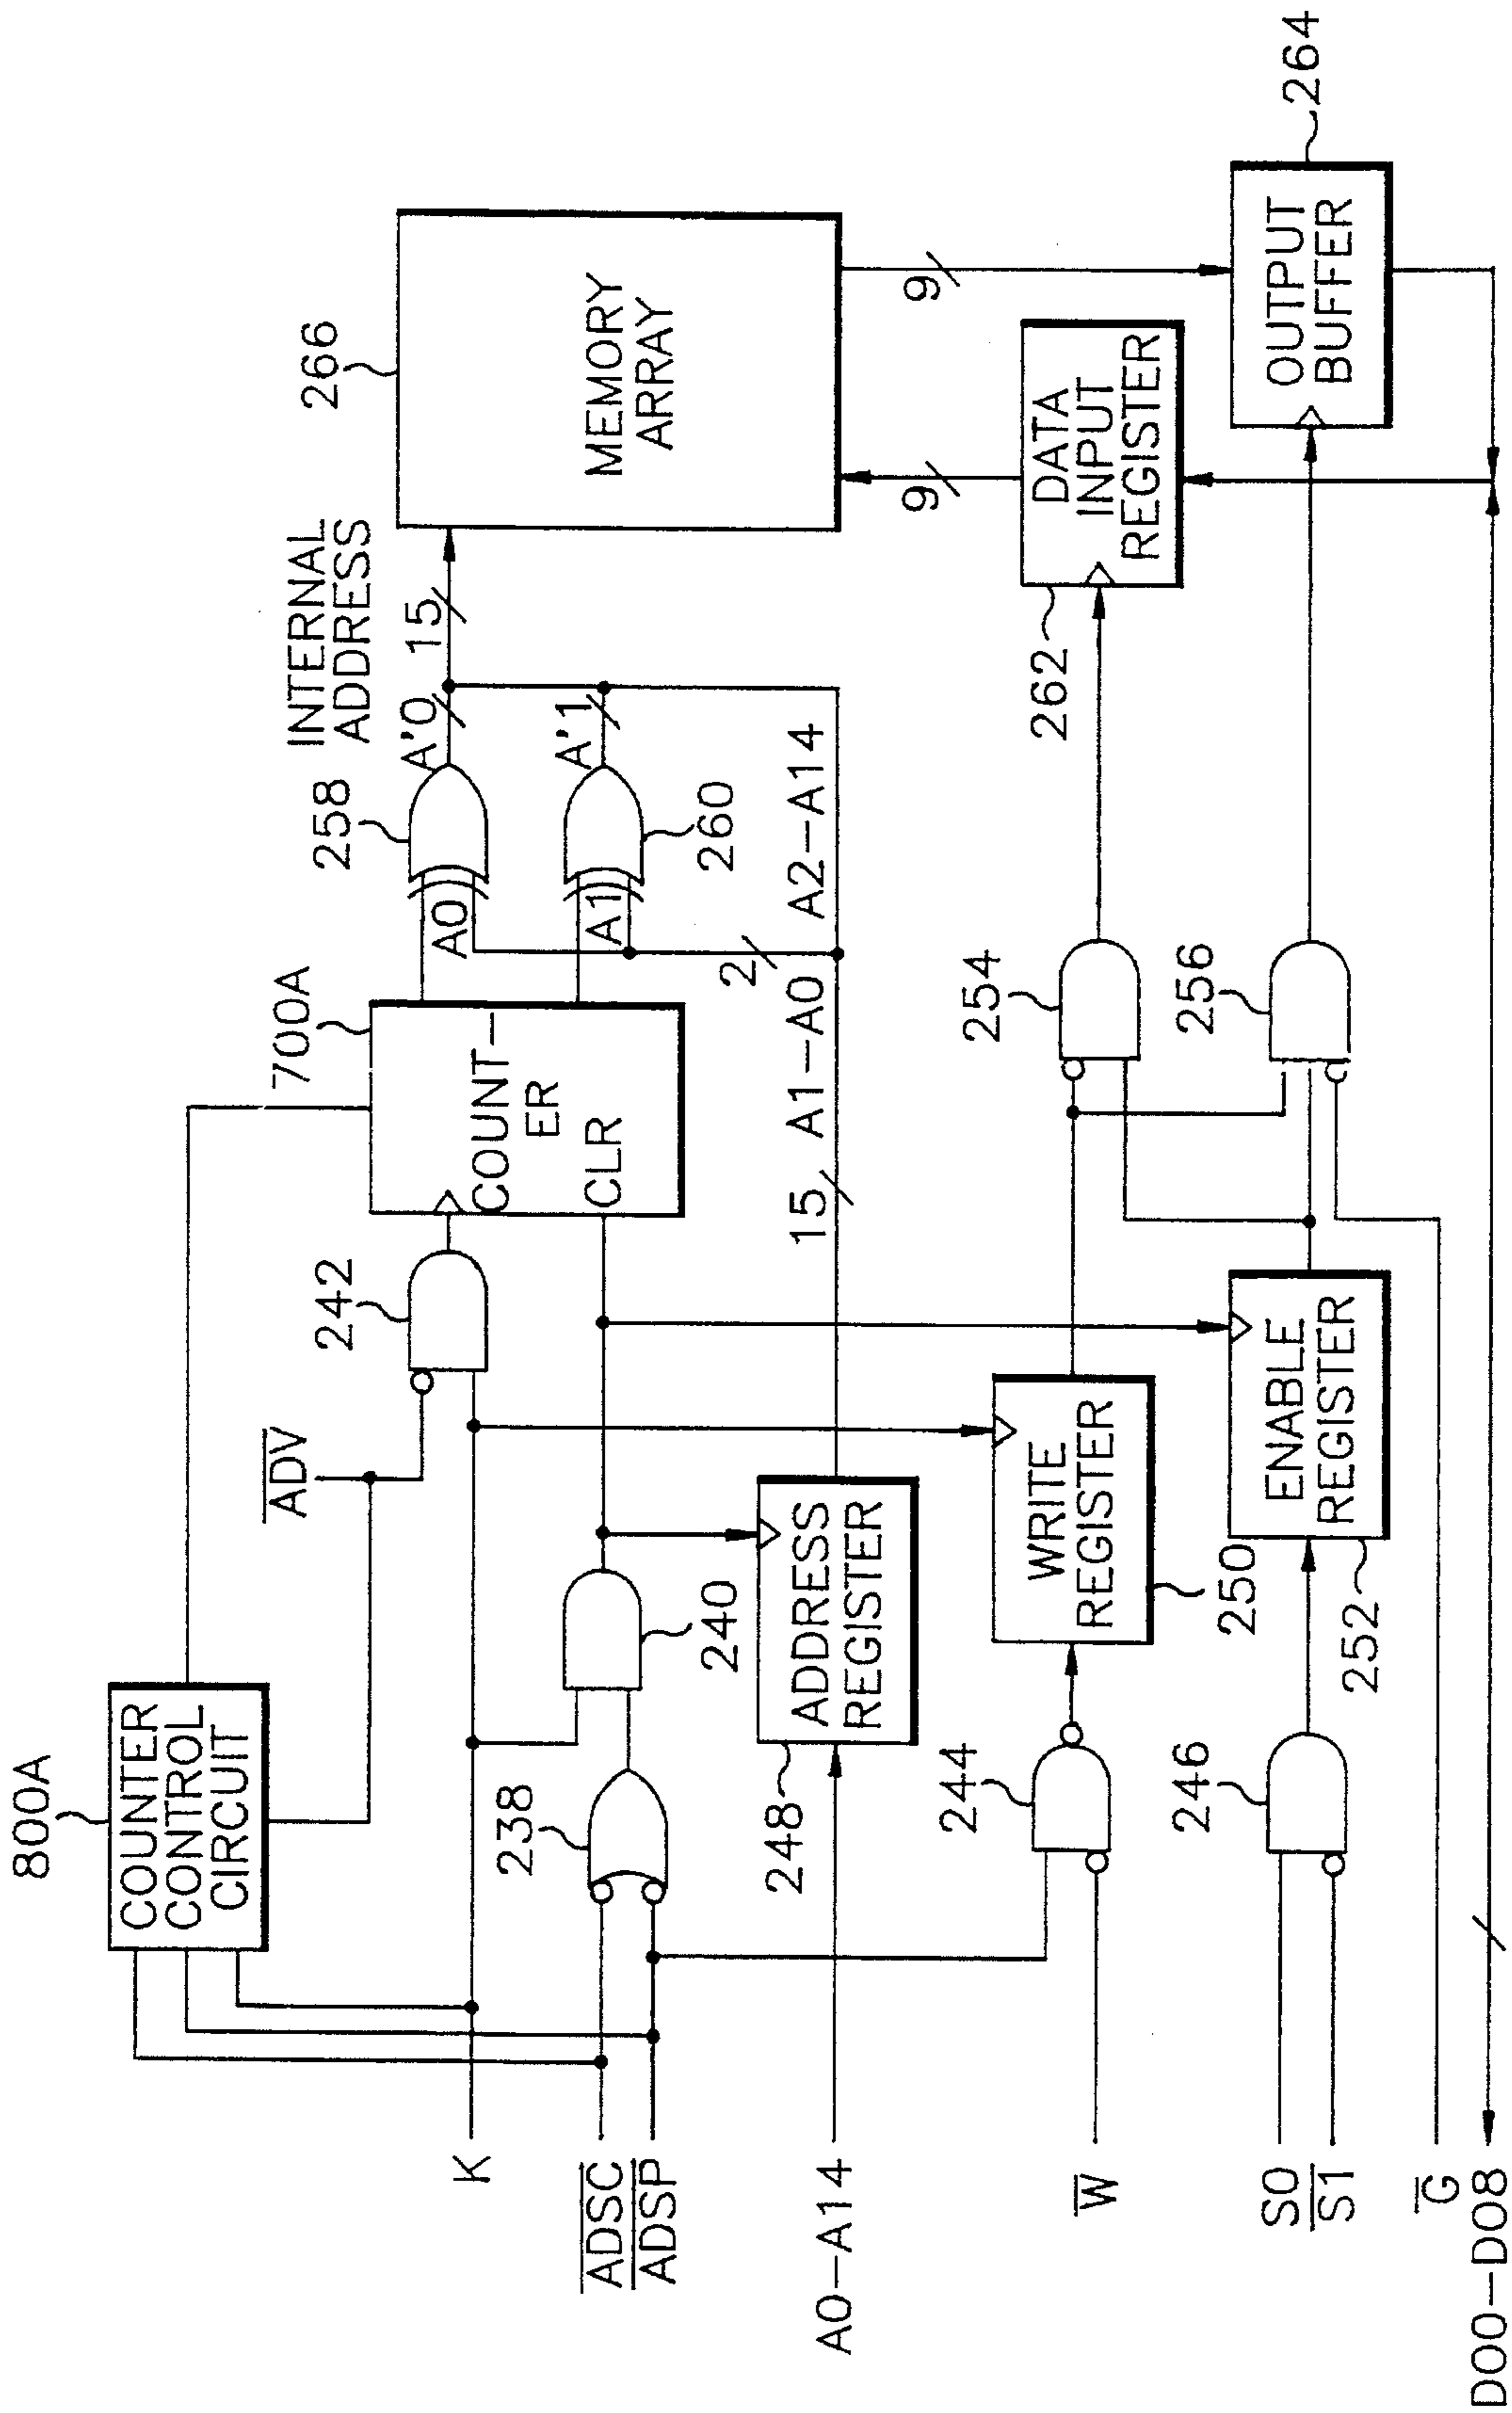 800A
COUNTER
CONTROL
CIRCUIT
K
ADSC
ADSP
A0—A14
W
S0
S1
G
D00—D08
ADV
238
240
242
244
246
248
ADDRESS
REGISTER
WRITE
REGISTER
250
ENABLE
REGISTER
252
700A
COUNT-
ER
CLR
15
A1—A0
A2—A14
2
A0
A1
258
260
A'0
A'1
INTERNAL
ADDRESS
15
254
256
266
MEMORY
ARRAY
9
9
262
DATA
INPUT
REGISTER
OUTPUT
BUFFER
264